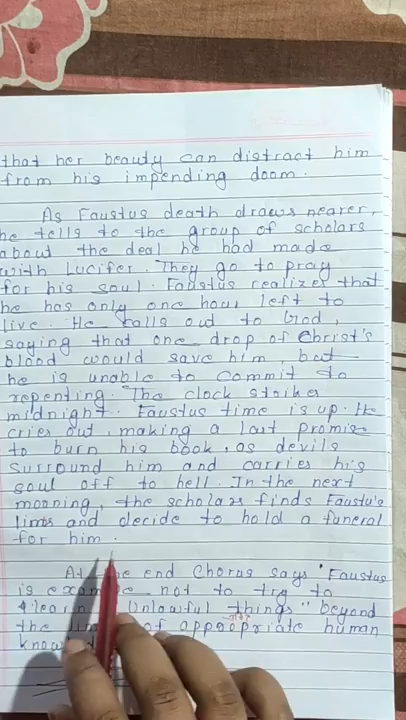 that her beauty can distract him
from his impending doom.
As Faustus death draws nearer,
he tells to the group of scholars
about the deal he had made
with Lucifer. They go to pray
for his soul. Faustus realizes that
he has only one hour left to
live. He calls out to God,
saying that one drop of Christ's
blood would save him, but
he is unable to commit to
repenting. The clock strikes
midnight. Faustus time is up. He
cries out, making a last promise
to burn his book, as devils
surround him and carries his
soul off to hell. In the next
mooning, the scholars finds Faustu's
limbs and decide to hold a funeral
for him.
At end Chorus says "Faustus
is not to try to
Unlawful things" beyond
the of appropriate human